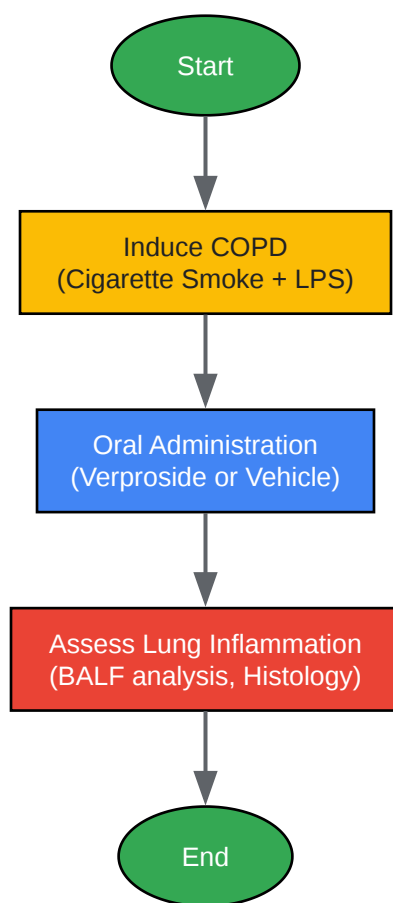 Start
Induce COPD
(Cigarette Smoke + LPS)
Oral Administration
(Verproside or Vehicle)
Assess Lung Inflammation
(BALF analysis, Histology)
End